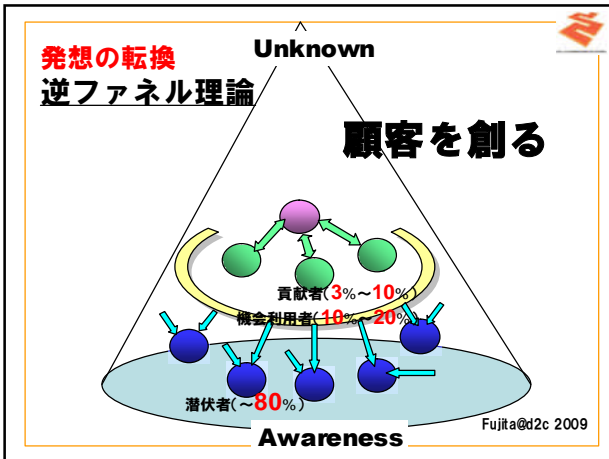 発想の転換
逆ファネル理論
Unknown
顧客を創る
貢献者(3%～10%)
機会利用者(10%～20%)
潜伏者(～80%)
Awareness
Fujita@d2c 2009